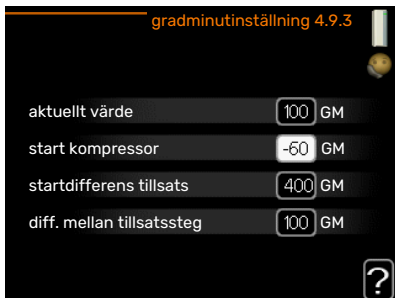 gradminutinställning 4.9.3
aktuellt värde 100 GM
start kompressor -60 GM
startdifferens tillsats 400 GM
diff. mellan tillsatssteg 100 GM
?